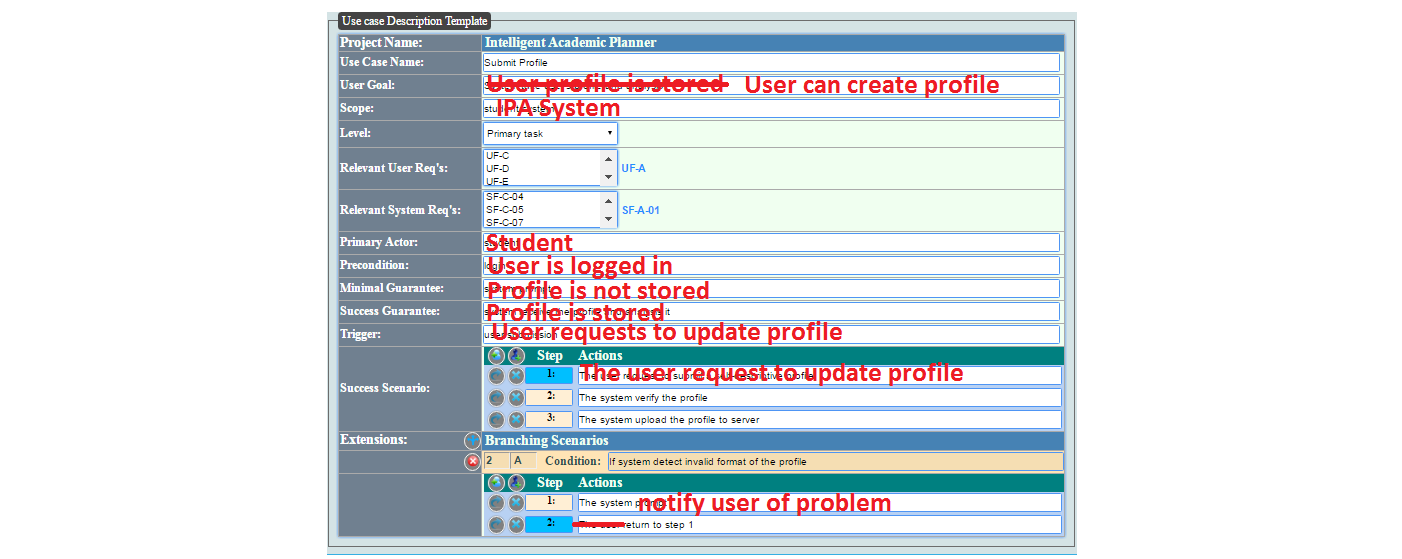 Use case Description Template
Project Name: Intelligent Academic Planner
Use Case Name: Submit Profile
User Goal: User profile is stored User can create profile
Scope: IPA System
Level: Primary task
UF-C
Relevant User Req's: UF-D UF-A
UF-E
SF-C-04
Relevant System Req's: SF-C-05 SF-A-01
SF-C-07
Primary Actor: Student
Precondition: User is logged in
Minimal Guarantee: Profile is not stored
Success Guarantee: Profile is stored
Trigger: User requests to update profile
Step Actions
1: The user request to update profile
Success Scenario:
2: The system verify the profile
3: The system upload the profile to server
Extensions: Branching Scenarios
2 A Condition: If system detect invalid format of the profile
Step Actions
1: The system prompt notify user of problem
2: The user return to step 1